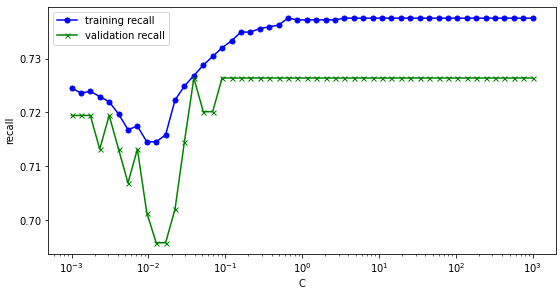 training recall
validation recall
0.73
0.72
0.71
0.70
recall
10⁻³ 10⁻² 10⁻¹ 10⁰ 10¹ 10² 10³
C